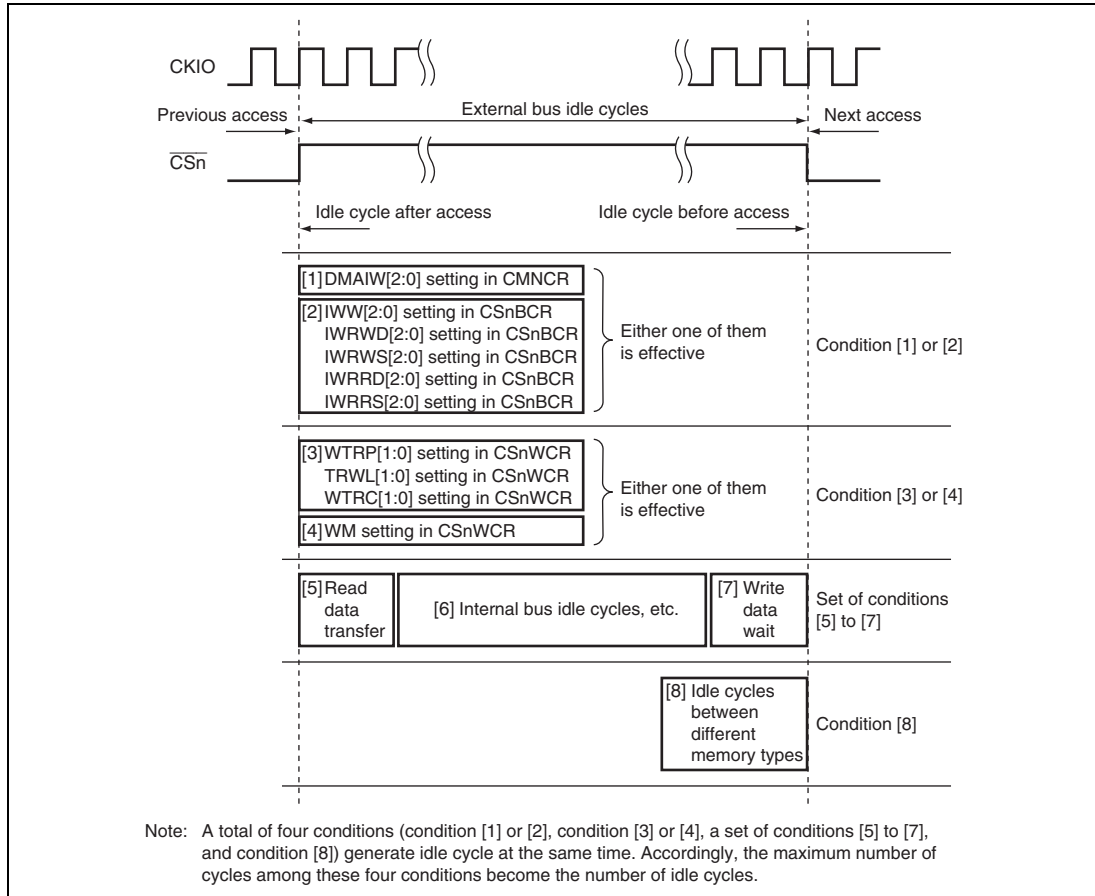 CKIO
Previous access
External bus idle cycles
Next access
CSn
Idle cycle after access
Idle cycle before access
[1] DMAIW[2:0] setting in CMNCR
[2] IWW[2:0] setting in CSnBCR
IWRWD[2:0] setting in CSnBCR
IWRWS[2:0] setting in CSnBCR
IWRRD[2:0] setting in CSnBCR
IWRRS[2:0] setting in CSnBCR
Either one of them
is effective
Condition [1] or [2]
[3] WTRP[1:0] setting in CSnWCR
TRWL[1:0] setting in CSnWCR
WTRC[1:0] setting in CSnWCR
[4] WM setting in CSnWCR
Either one of them
is effective
Condition [3] or [4]
[5] Read
data
transfer
[6] Internal bus idle cycles, etc.
[7] Write
data
wait
Set of conditions
[5] to [7]
[8] Idle cycles
between
different
memory types
Condition [8]
Note: A total of four conditions (condition [1] or [2], condition [3] or [4], a set of conditions [5] to [7],
and condition [8]) generate idle cycle at the same time. Accordingly, the maximum number of
cycles among these four conditions become the number of idle cycles.